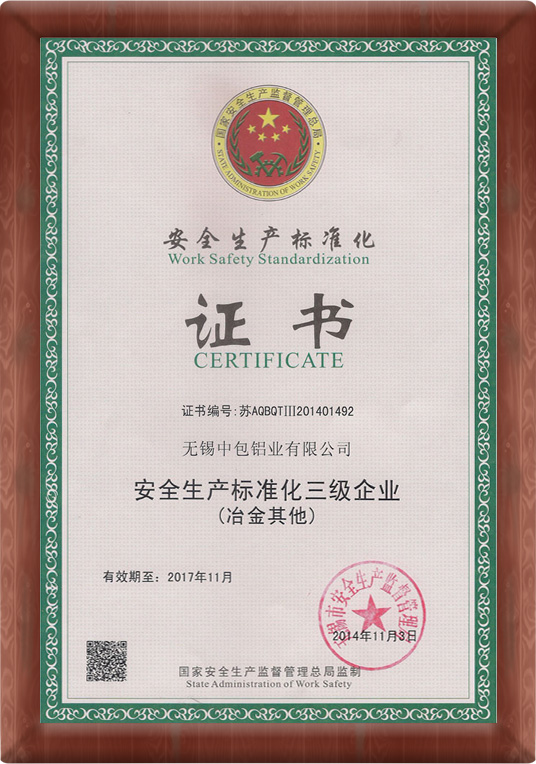 国家安全生产监督管理总局
STATE ADMINISTRATION OF WORK SAFETY
安全生产标准化
Work Safety Standardization
证书
CERTIFICATE
证书编号:苏AQBQTⅢ201401492
无锡中包铝业有限公司
安全生产标准化三级企业
(冶金其他)
有效期至：2017年11月
无锡市安全生产监督管理局
2014年11月3日
国家安全生产监督管理总局监制
State Administration of Work Safety